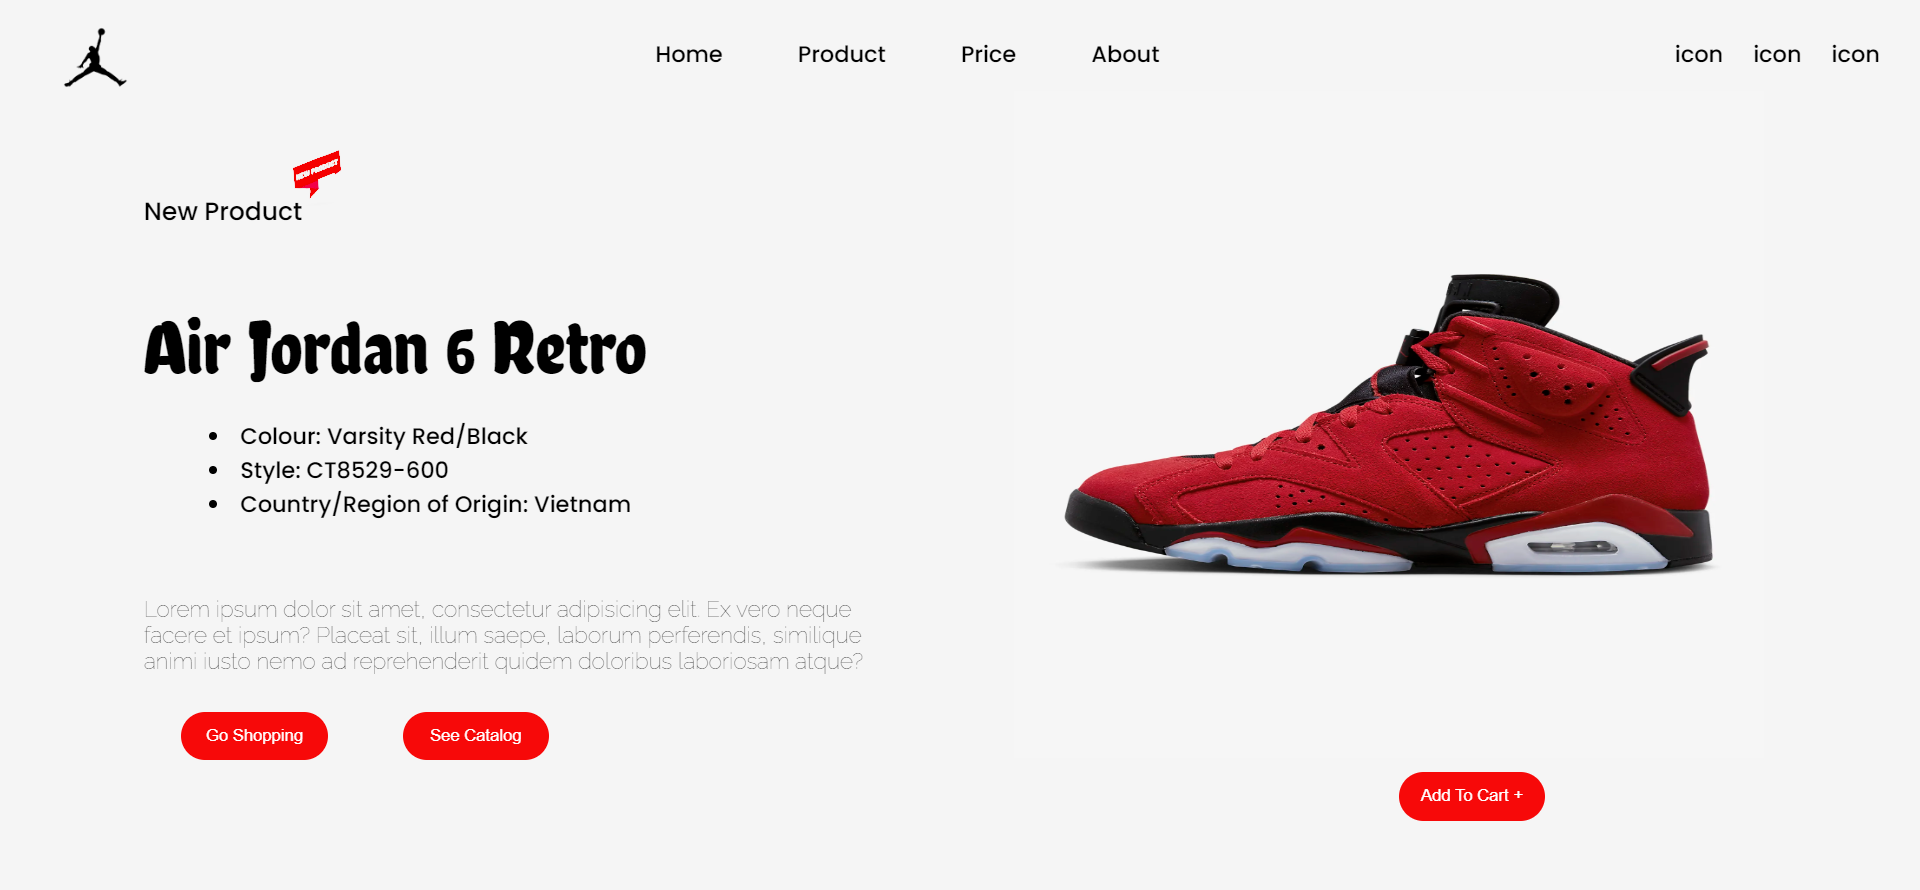 Home Product Price About icon icon icon
NEW PRODUCT
New Product
Air Jordan 6 Retro
Colour: Varsity Red/Black
Style: CT8529-600
Country/Region of Origin: Vietnam
Lorem ipsum dolor sit amet, consectetur adipisicing elit. Ex vero neque
facere et ipsum? Placeat sit, illum saepe, laborum perferendis, similique
animi iusto nemo ad reprehenderit quidem doloribus laboriosam atque?
Go Shopping See Catalog
Add To Cart +